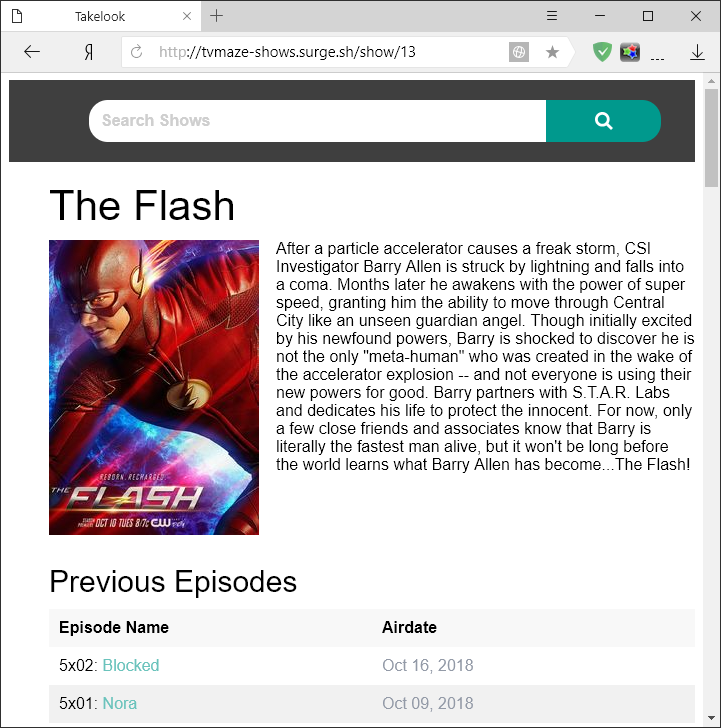 Takelook
Я
http://tvmaze-shows.surge.sh/show/13
Search Shows
The Flash
After a particle accelerator causes a freak storm, CSI
Investigator Barry Allen is struck by lightning and falls into
a coma. Months later he awakens with the power of super
speed, granting him the ability to move through Central
City like an unseen guardian angel. Though initially excited
by his newfound powers, Barry is shocked to discover he is
not the only "meta-human" who was created in the wake of
the accelerator explosion -- and not everyone is using their
new powers for good. Barry partners with S.T.A.R. Labs
and dedicates his life to protect the innocent. For now, only
a few close friends and associates know that Barry is
literally the fastest man alive, but it won't be long before
the world learns what Barry Allen has become...The Flash!
REBORN. RECHARGED.
THE FLASH
SEASON PREMIERE OCT 10 TUES 8/7c CW
Previous Episodes
Episode Name Airdate
5x02: Blocked Oct 16, 2018
5x01: Nora Oct 09, 2018